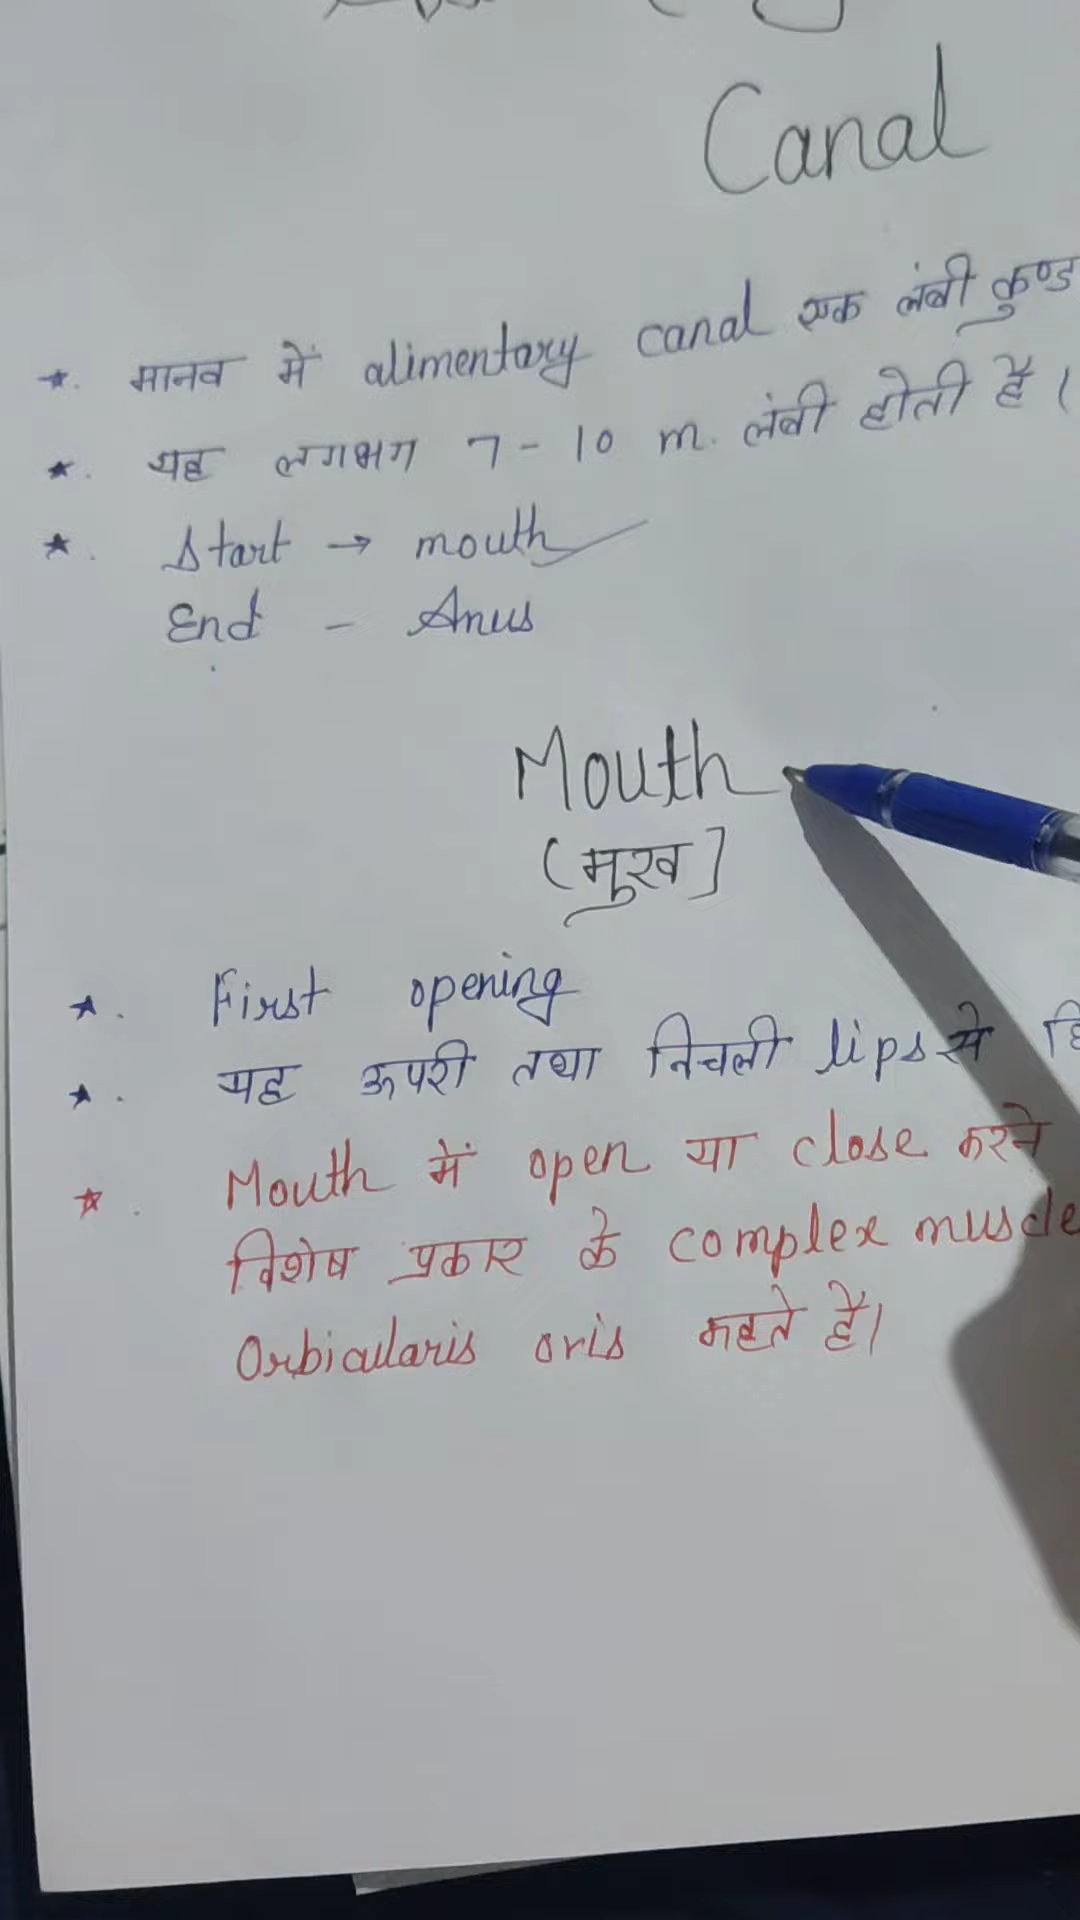 Canal
★. मानव में alimentary canal एक लंबी
★. यह लगभग 7-10 m. लंबी होती है।
★. Start → mouth
End - Anus
Mouth
(मुख]
★. First opening
★. यह ऊपरी तथा निचली lips से
★. Mouth में open या close करने
विशेष प्रकार के complex muscle
Orbicularis oris कहते हैं।